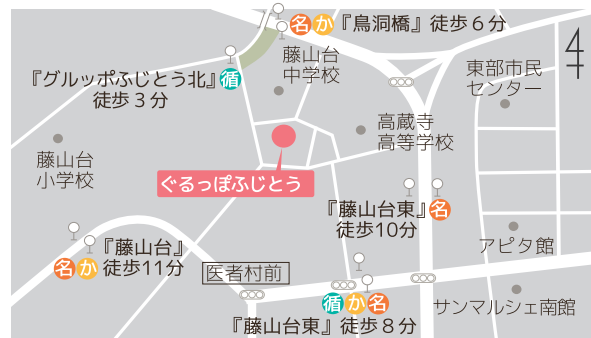 名か『鳥洞橋』徒歩６分
藤山台
中学校
東部市民
センター
『グルッポふじとう北』循
徒歩３分
高蔵寺
高等学校
藤山台
小学校
ぐるっぽふじとう
『藤山台東』名
徒歩10分
『藤山台』
名か徒歩11分
アピタ館
医者村前
循か名
サンマルシェ南館
『藤山台東』徒歩８分
4